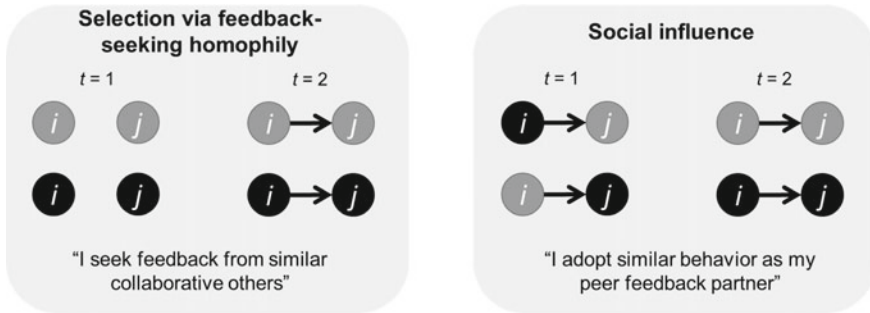 Selection via feedback-
seeking homophily
t = 1
t = 2
i
j
i
j
i
j
i
j
"I seek feedback from similar
collaborative others"
Social influence
t = 1
t = 2
i
j
i
j
i
j
i
j
"I adopt similar behavior as my
peer feedback partner"